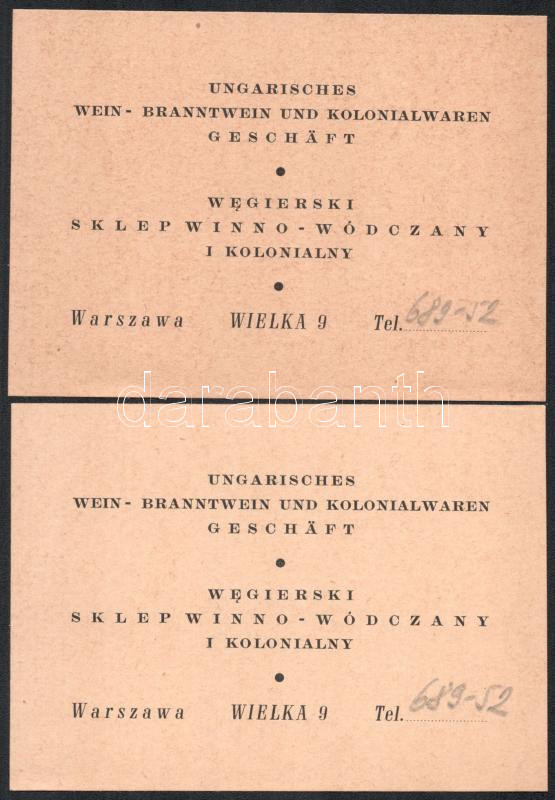 UNGARISCHES
WEIN- BRANNTWEIN UND KOLONIALWAREN
GESCHÄFT
●
WĘGIERSKI
SKLEP WINNO-WÓDCZANY
I KOLONIALNY
●
Warszawa WIELKA 9 Tel. 689-52
darabanth
UNGARISCHES
WEIN- BRANNTWEIN UND KOLONIALWAREN
GESCHÄFT
●
WĘGIERSKI
SKLEP WINNO-WÓDCZANY
I KOLONIALNY
●
Warszawa WIELKA 9 Tel. 689-52